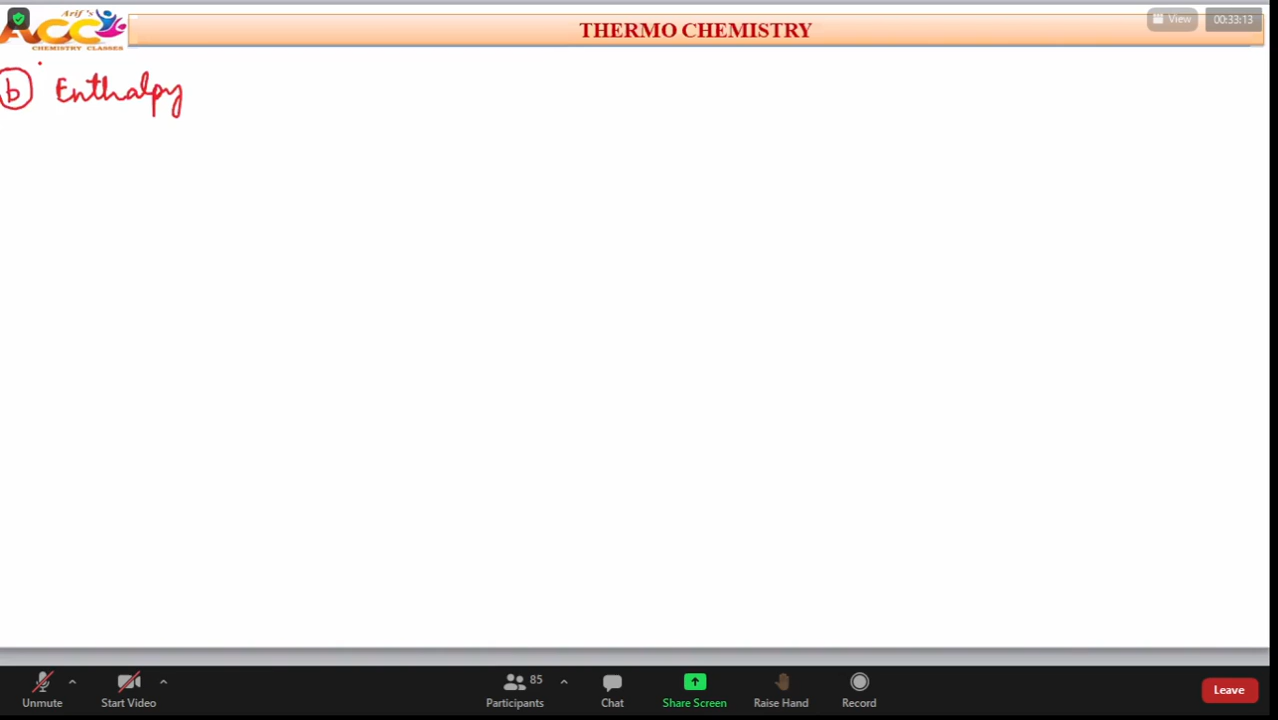 Arif's
ACC
CHEMISTRY CLASSES
THERMO CHEMISTRY
View
00:33:13
b Enthalpy
Unmute
Start Video
85
Participants
Chat
Share Screen
Raise Hand
Record
Leave